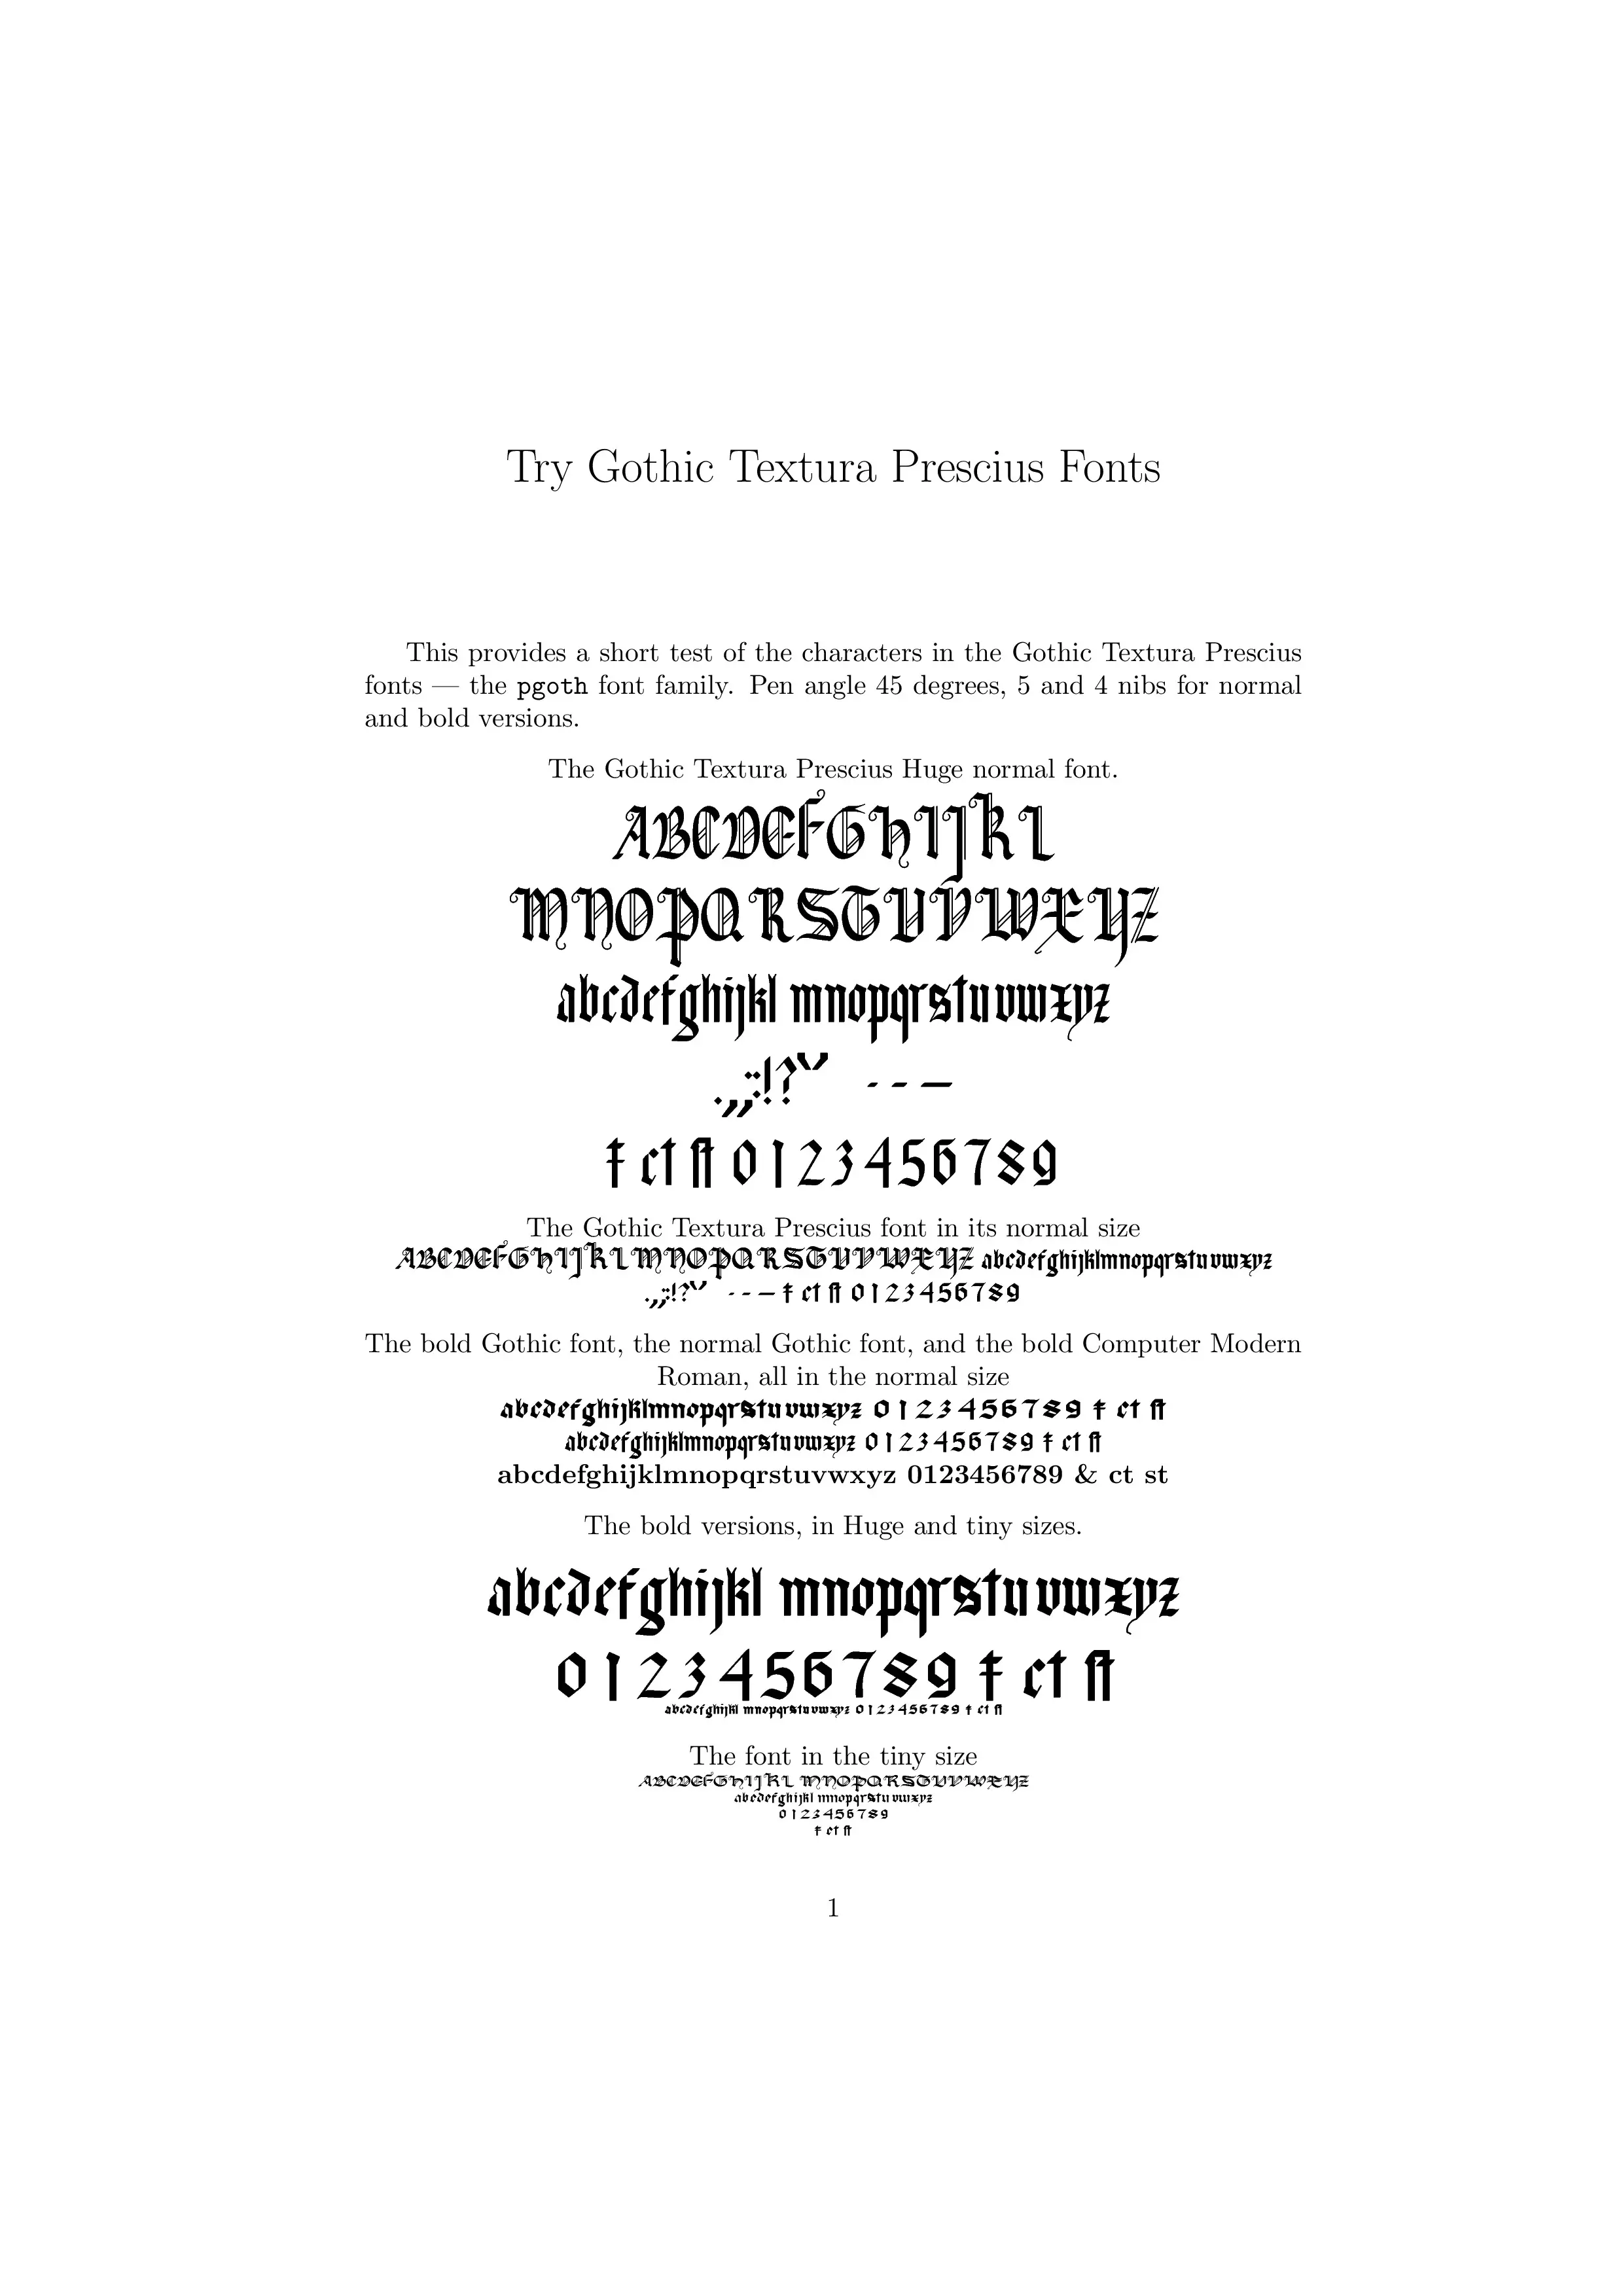 Try Gothic Textura Prescius Fonts
This provides a short test of the characters in the Gothic Textura Prescius
fonts — the pgoth font family. Pen angle 45 degrees, 5 and 4 nibs for normal
and bold versions.
The Gothic Textura Prescius Huge normal font.
ABCDEFGHIJKL
MNOPQRSTUVWXYZ
abcdefghijkl mnopqrstuvwxyz
.,;:!?‘’ - - —
& ct st 0123456789
The Gothic Textura Prescius font in its normal size
ABCDEFGHIJKLMNOPQRSTUVWXYZ abcdefghijklmnopqrstuvwxyz
.,;:!?‘’ - - — & ct st 0123456789
The bold Gothic font, the normal Gothic font, and the bold Computer Modern
Roman, all in the normal size
abcdefghijklmnopqrstuvwxyz 0123456789 & ct st
abcdefghijklmnopqrstuvwxyz 0123456789 & ct st
abcdefghijklmnopqrstuvwxyz 0123456789 & ct st
The bold versions, in Huge and tiny sizes.
abcdefghijkl mnopqrstuvwxyz
0123456789 & ct st
abcdefghijkl mnopqrstuvwxyz 0123456789 & ct st
The font in the tiny size
ABCDEFGHIJKL MNOPQRSTUVWXYZ
abcdefghijkl mnopqrstuvwxyz
0123456789
& ct st
1